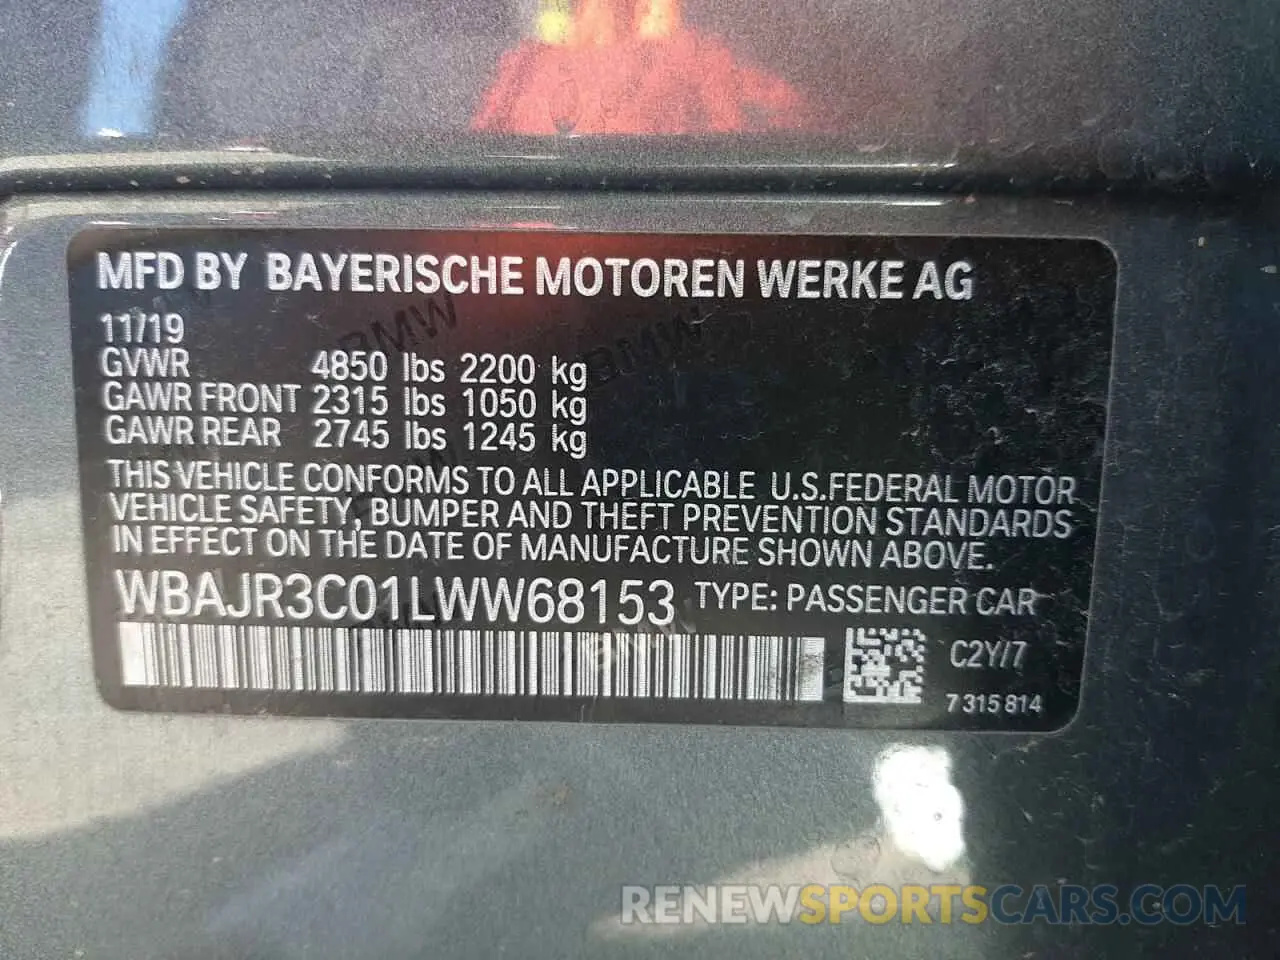 MFD BY BAYERISCHE MOTOREN WERKE AG
11/19
GVWR 4850 lbs 2200 kg
GAWR FRONT 2315 lbs 1050 kg
GAWR REAR 2745 lbs 1245 kg
THIS VEHICLE CONFORMS TO ALL APPLICABLE U.S.FEDERAL MOTOR
VEHICLE SAFETY, BUMPER AND THEFT PREVENTION STANDARDS
IN EFFECT ON THE DATE OF MANUFACTURE SHOWN ABOVE.
WBAJR3C01LWW68153 TYPE: PASSENGER CAR
C2Y/7
7 315 814
RENEWSPORTSCARS.COM